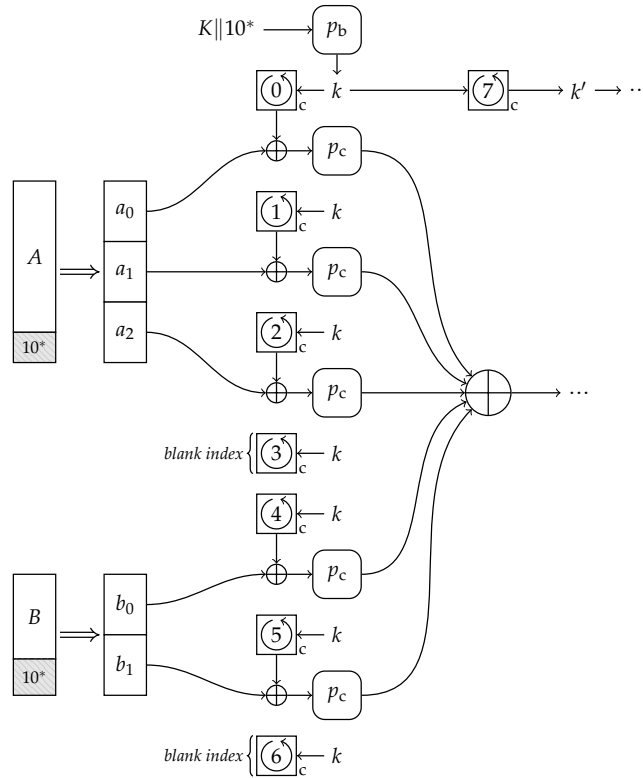 K‖10* p_b
0 c k 7 c k′ ···
p_c
a_0
1 c k
A a_1 p_c
10* a_2 2 c k
p_c ···
blank index { 3 c k
4 c k
B b_0 p_c
10* b_1 5 c k
p_c
blank index { 6 c k